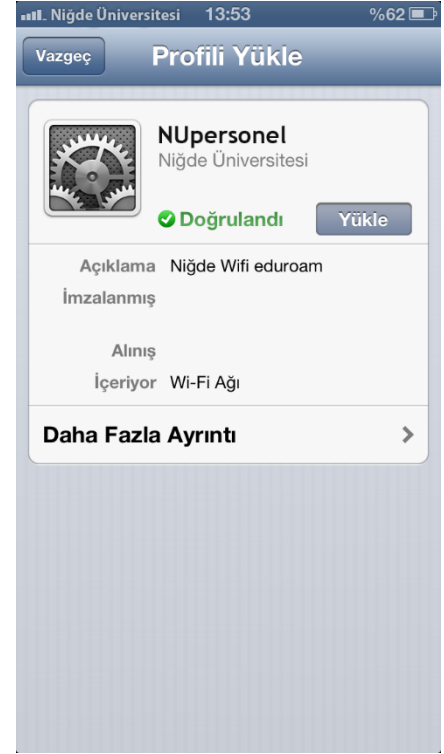 Niğde Üniversitesi 13:53 %62
Vazgeç Profili Yükle
NUpersonel
Niğde Üniversitesi
Doğrulandı Yükle
Açıklama Niğde Wifi eduroam
İmzalanmış
Alınış
İçeriyor Wi-Fi Ağı
Daha Fazla Ayrıntı